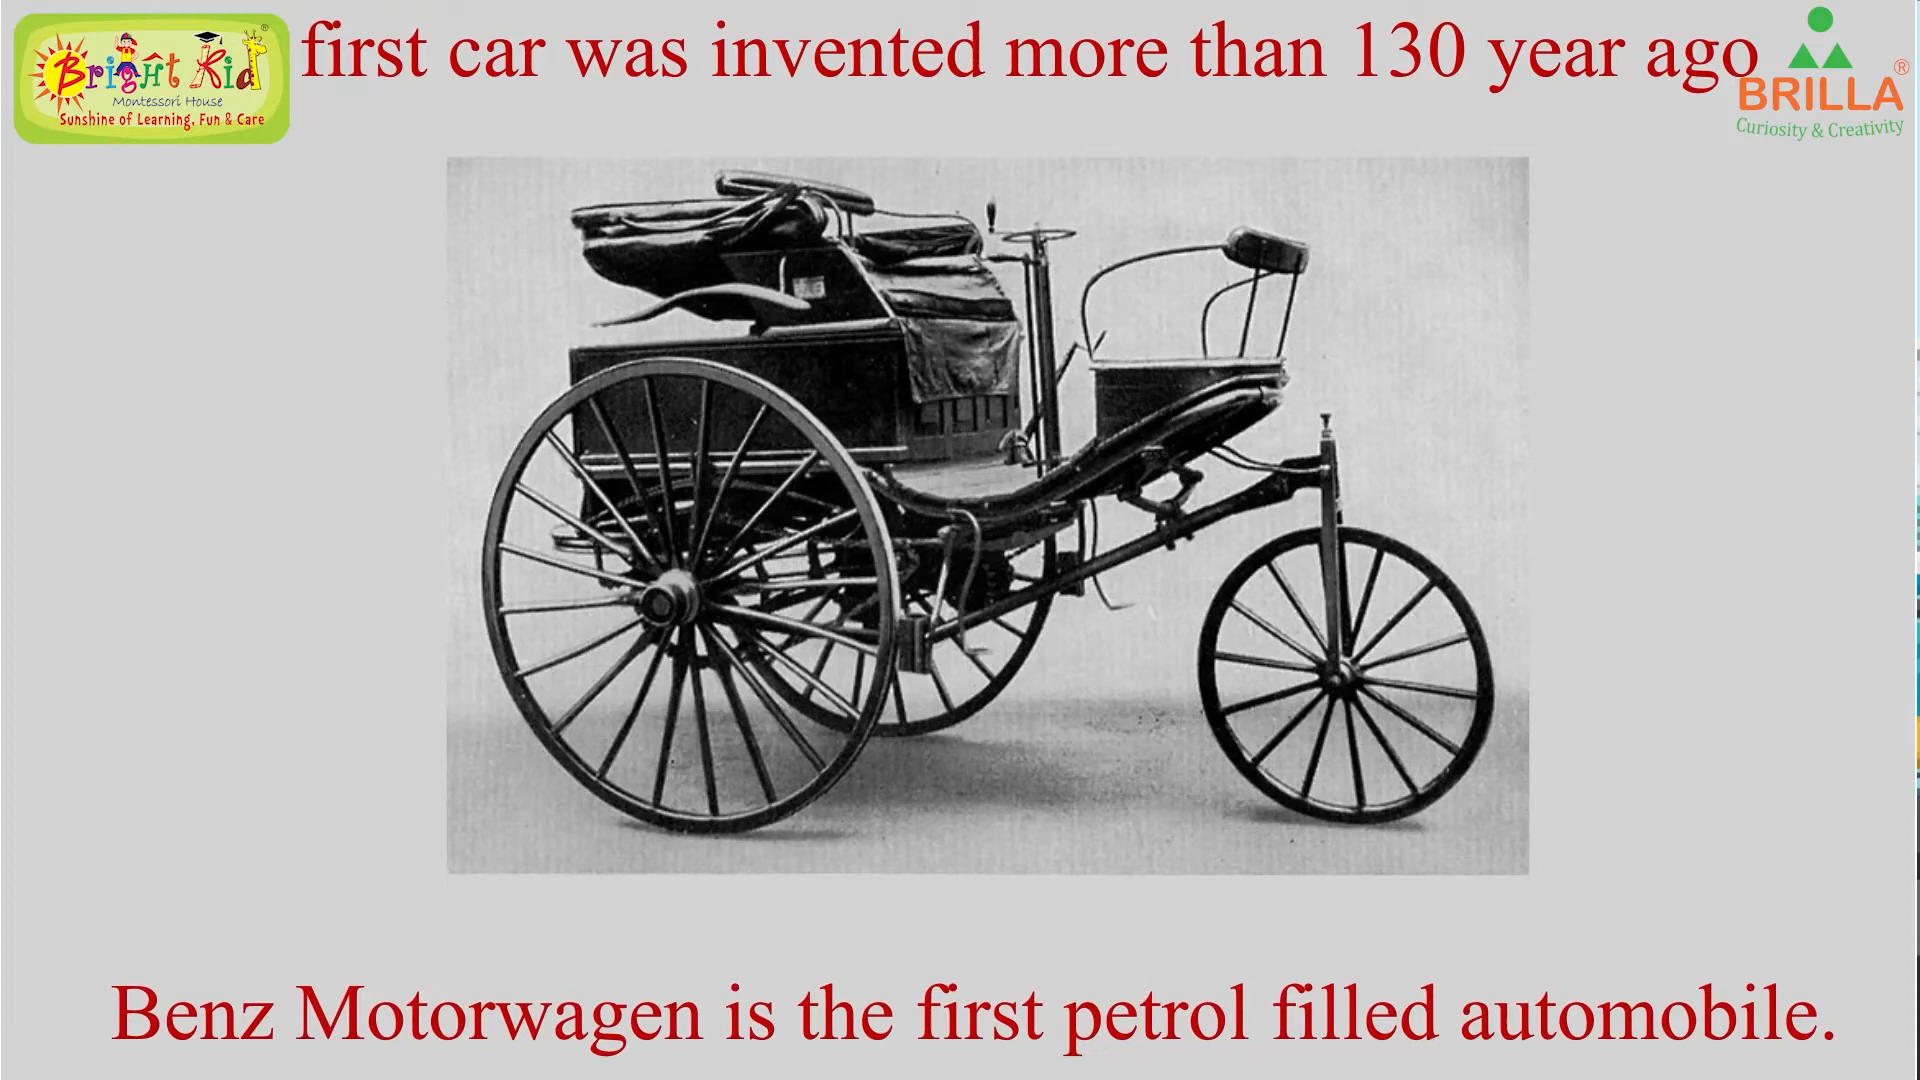 first car was invented more than 130 year ago
Bright Kid
®
Montessori House
Sunshine of Learning, Fun & Care
BRILLA ®
Curiosity & Creativity
Benz Motorwagen is the first petrol filled automobile.